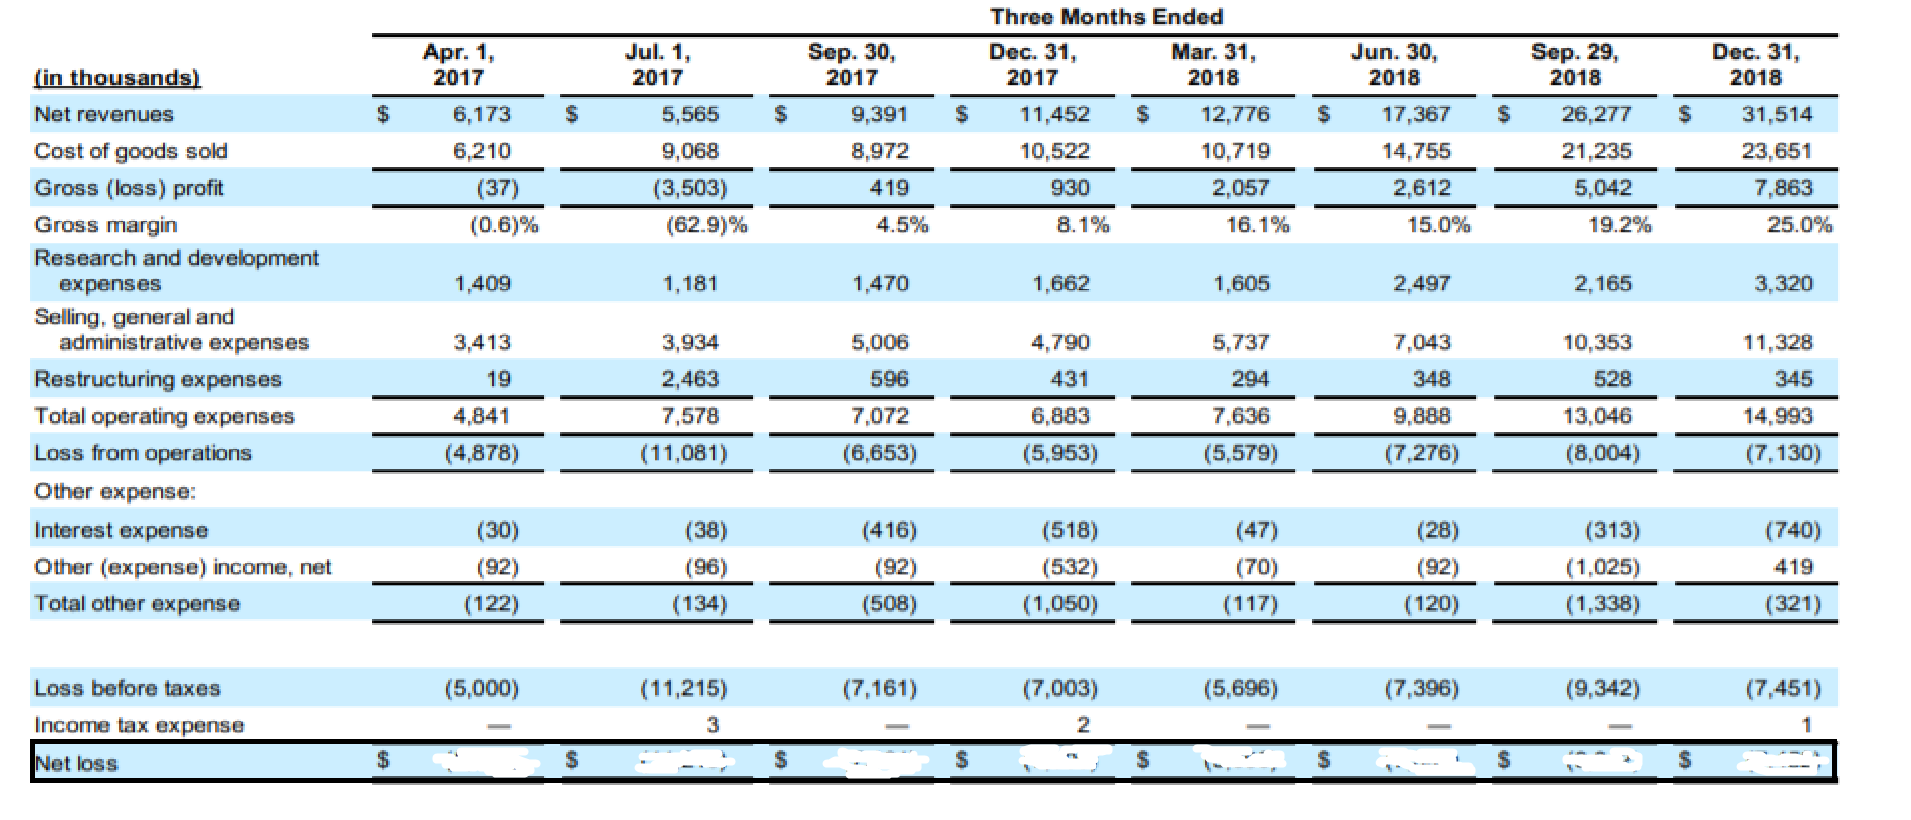 Three Months Ended
(in thousands) Apr. 1, 2017 Jul. 1, 2017 Sep. 30, 2017 Dec. 31, 2017 Mar. 31, 2018 Jun. 30, 2018 Sep. 29, 2018 Dec. 31, 2018
Net revenues $ 6,173 $ 5,565 $ 9,391 $ 11,452 $ 12,776 $ 17,367 $ 26,277 $ 31,514
Cost of goods sold 6,210 9,068 8,972 10,522 10,719 14,755 21,235 23,651
Gross (loss) profit (37) (3,503) 419 930 2,057 2,612 5,042 7,863
Gross margin (0.6)% (62.9)% 4.5% 8.1% 16.1% 15.0% 19.2% 25.0%
Research and development
expenses 1,409 1,181 1,470 1,662 1,605 2,497 2,165 3,320
Selling, general and
administrative expenses 3,413 3,934 5,006 4,790 5,737 7,043 10,353 11,328
Restructuring expenses 19 2,463 596 431 294 348 528 345
Total operating expenses 4,841 7,578 7,072 6,883 7,636 9,888 13,046 14,993
Loss from operations (4,878) (11,081) (6,653) (5,953) (5,579) (7,276) (8,004) (7,130)
Other expense:
Interest expense (30) (38) (416) (518) (47) (28) (313) (740)
Other (expense) income, net (92) (96) (92) (532) (70) (92) (1,025) 419
Total other expense (122) (134) (508) (1,050) (117) (120) (1,338) (321)
Loss before taxes (5,000) (11,215) (7,161) (7,003) (5,696) (7,396) (9,342) (7,451)
Income tax expense — 3 — 2 — — — 1
Net loss $ $ $ $ $ $ $ $